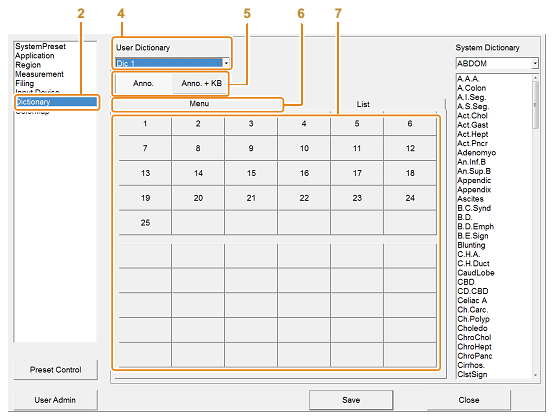 2
4
5
6
7
SystemPreset
Application
Region
Measurement
Filing
Input Device
Dictionary
User Dictionary
Dic 1
Anno.
Anno. + KB
Menu
List
1 2 3 4 5 6
7 8 9 10 11 12
13 14 15 16 17 18
19 20 21 22 23 24
25
System Dictionary
ABDOM
A.A.A.
A.Colon
A.I.Seg.
A.S.Seg.
Act.Chol
Act.Gast
Act.Hept
Act.Pncr
Adenomyo
An.Inf.B
An.Sup.B
Appendic
Appendix
Ascites
B.C.Synd
B.D.
B.D.Emph
B.E.Sign
Blunting
C.H.A.
C.H.Duct
CaudLobe
CBD
CD.CBD
Celiac A
Ch.Carc.
Ch.Polyp
Choledo
ChroChol
ChroHept
ChroPanc
Cirrhos.
ClstSign
Preset Control
User Admin
Save
Close